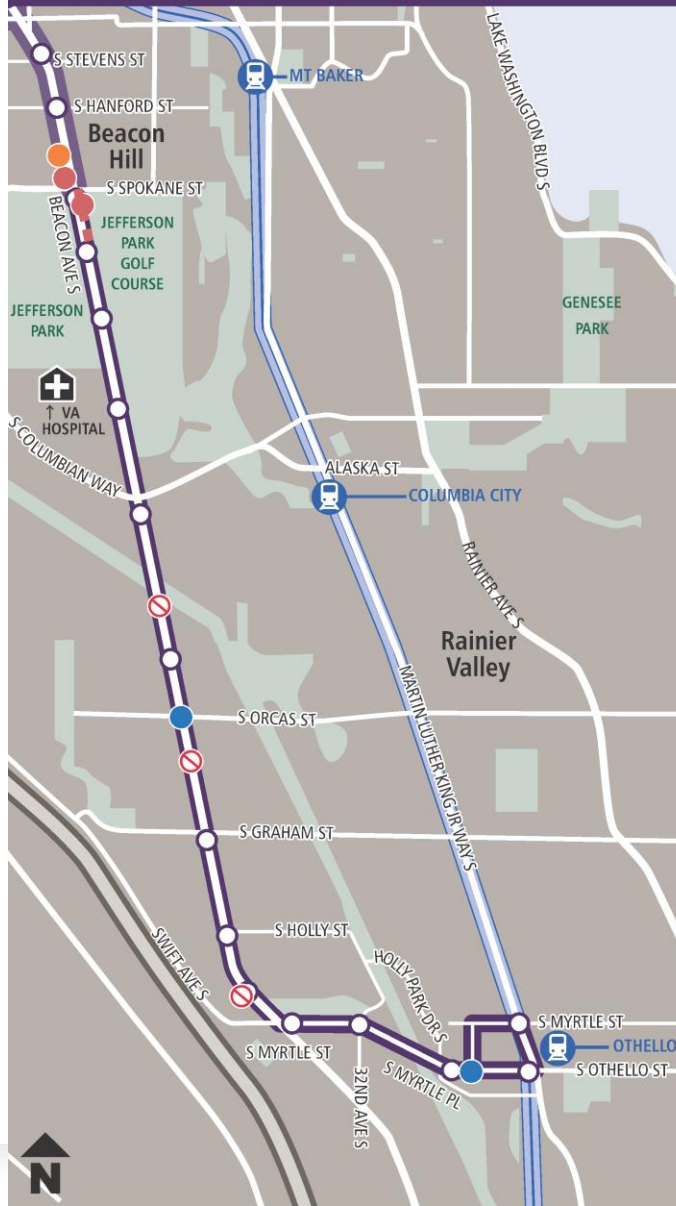 S STEVENS ST
MT BAKER
LAKE WASHINGTON BLVD S
S HANFORD ST
Beacon
Hill
S SPOKANE ST
BEACON AVE S
JEFFERSON
PARK
GOLF
COURSE
JEFFERSON
PARK
GENESEE
PARK
↑ VA
HOSPITAL
S COLUMBIAN WAY
ALASKA ST
COLUMBIA CITY
RAINIER AVE S
Rainier
Valley
MARTIN LUTHER KING JR WAY S
S ORCAS ST
S GRAHAM ST
S HOLLY ST
SWIFT AVE S
HOLLY PARK DR S
S MYRTLE ST
S MYRTLE ST
OTHELLO
S OTHELLO ST
S MYRTLE PL
32ND AVE S
N